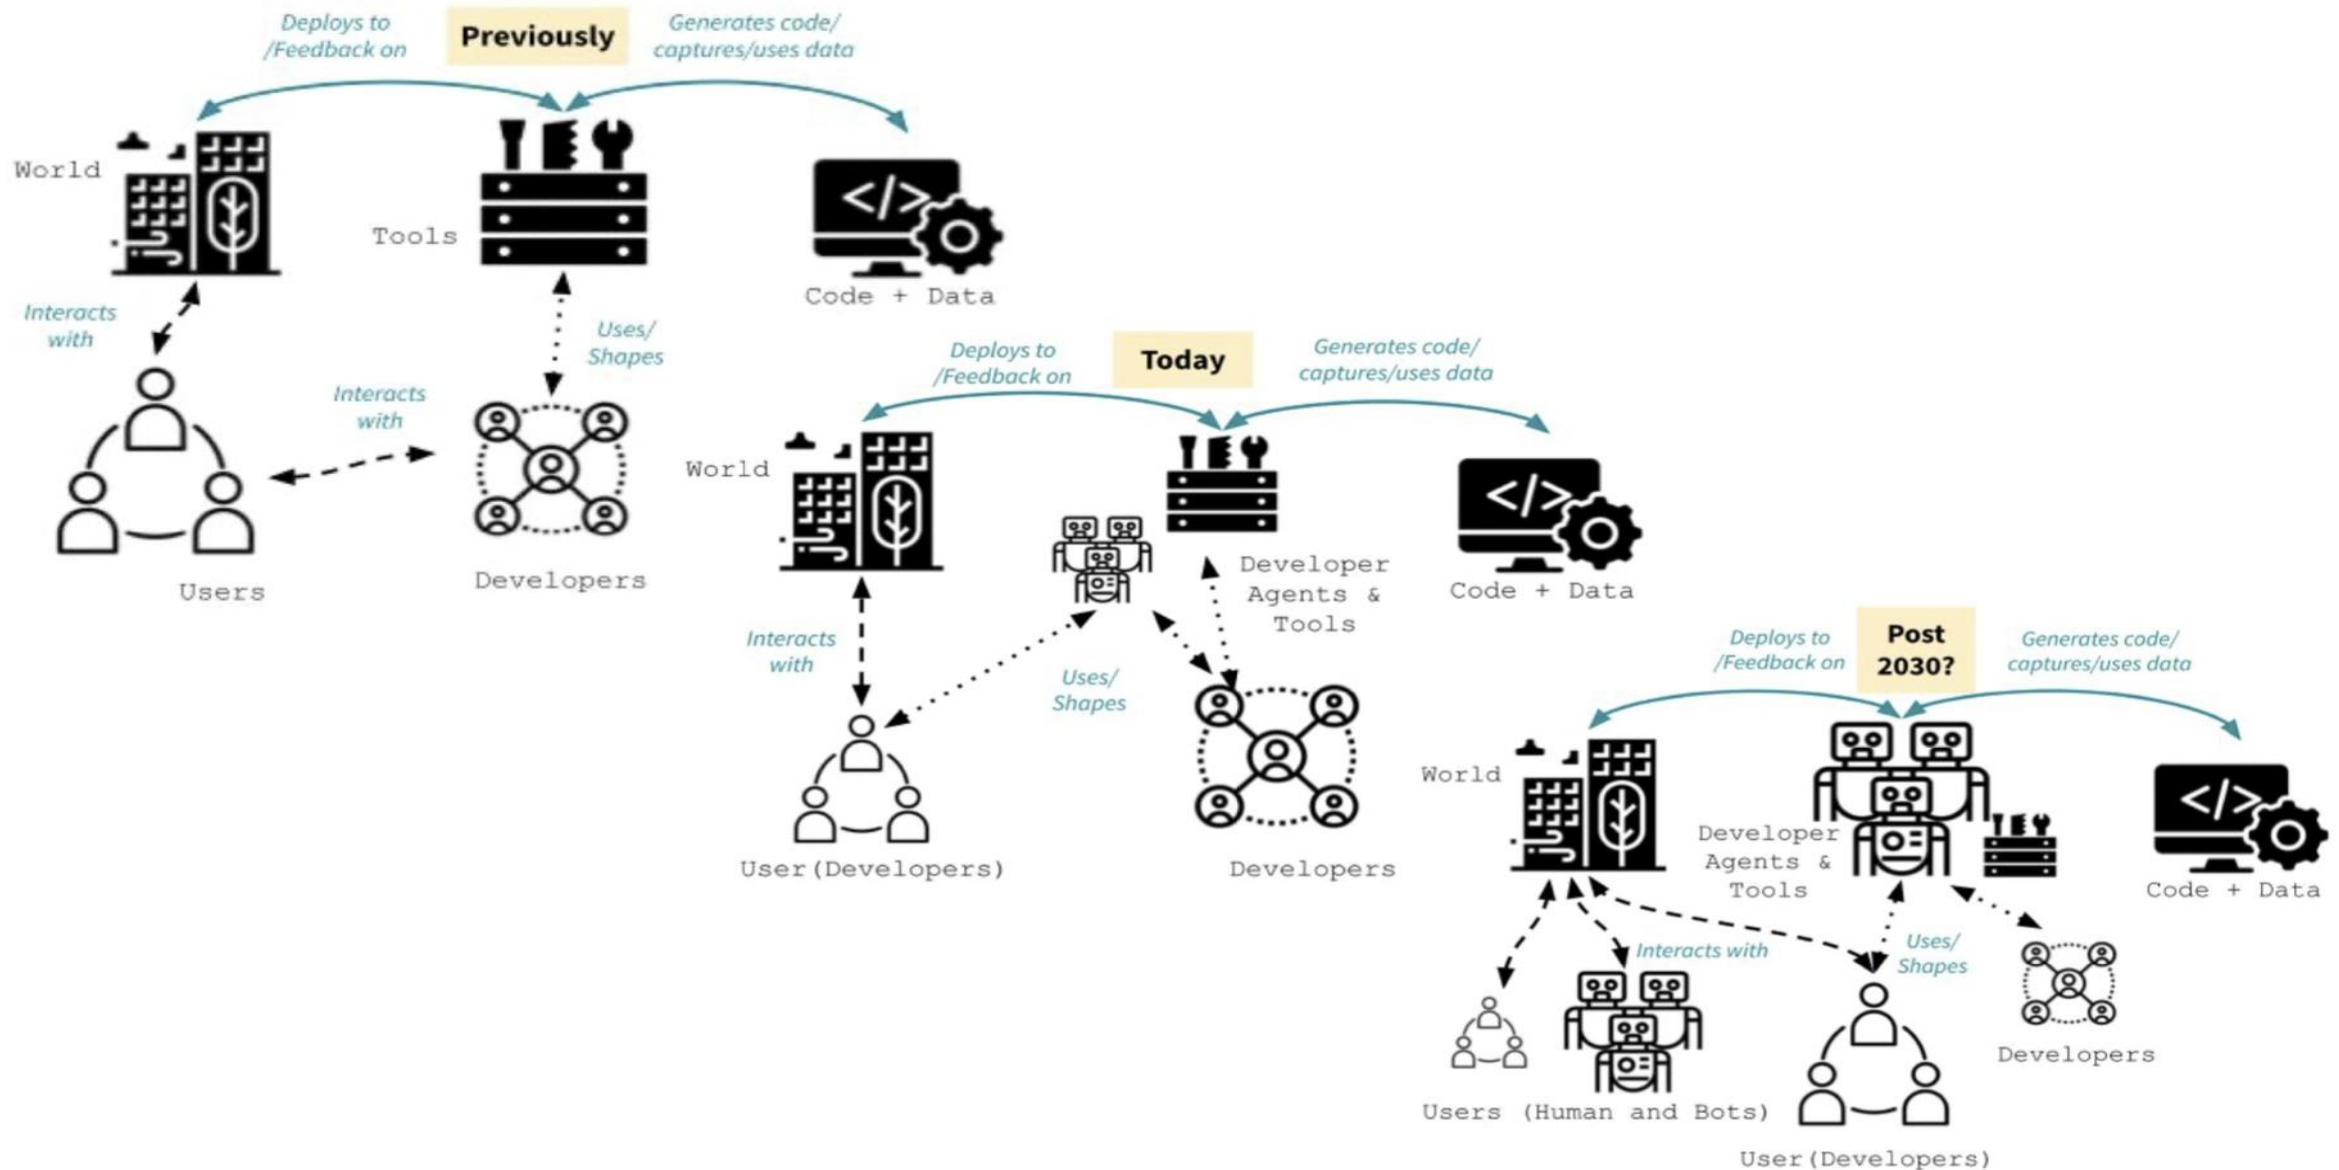 Deploys to
/Feedback on
Previously
Generates code/
captures/uses data
World
Tools
</>
Code + Data
Interacts
with
Uses/
Shapes
Interacts
with
Users
Developers
Deploys to
/Feedback on
Today
Generates code/
captures/uses data
World
</>
Developer
Agents &
Tools
Code + Data
Interacts
with
Uses/
Shapes
User(Developers)
Developers
Deploys to
/Feedback on
Post
2030?
Generates code/
captures/uses data
World
</>
Developer
Agents &
Tools
Code + Data
Interacts with
Uses/
Shapes
Developers
Users (Human and Bots)
User(Developers)